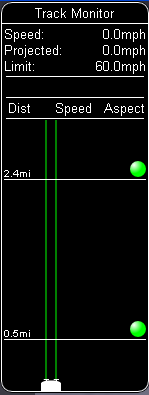 Track Monitor
Speed: 0.0mph
Projected: 0.0mph
Limit: 60.0mph
Dist Speed Aspect
2.4mi
0.5mi